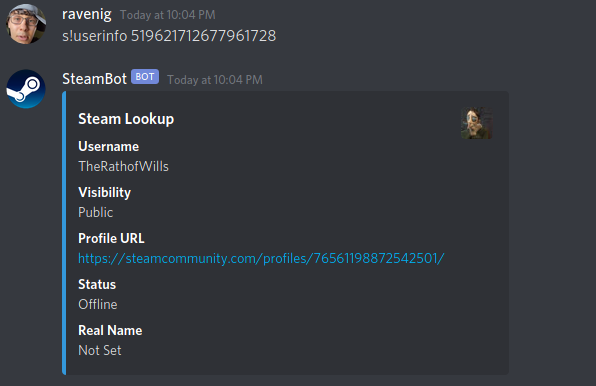 ravenig Today at 10:04 PM
s!userinfo 519621712677961728
SteamBot BOT Today at 10:04 PM
Steam Lookup
Username
TheRathofWills
Visibility
Public
Profile URL
https://steamcommunity.com/profiles/76561198872542501/
Status
Offline
Real Name
Not Set